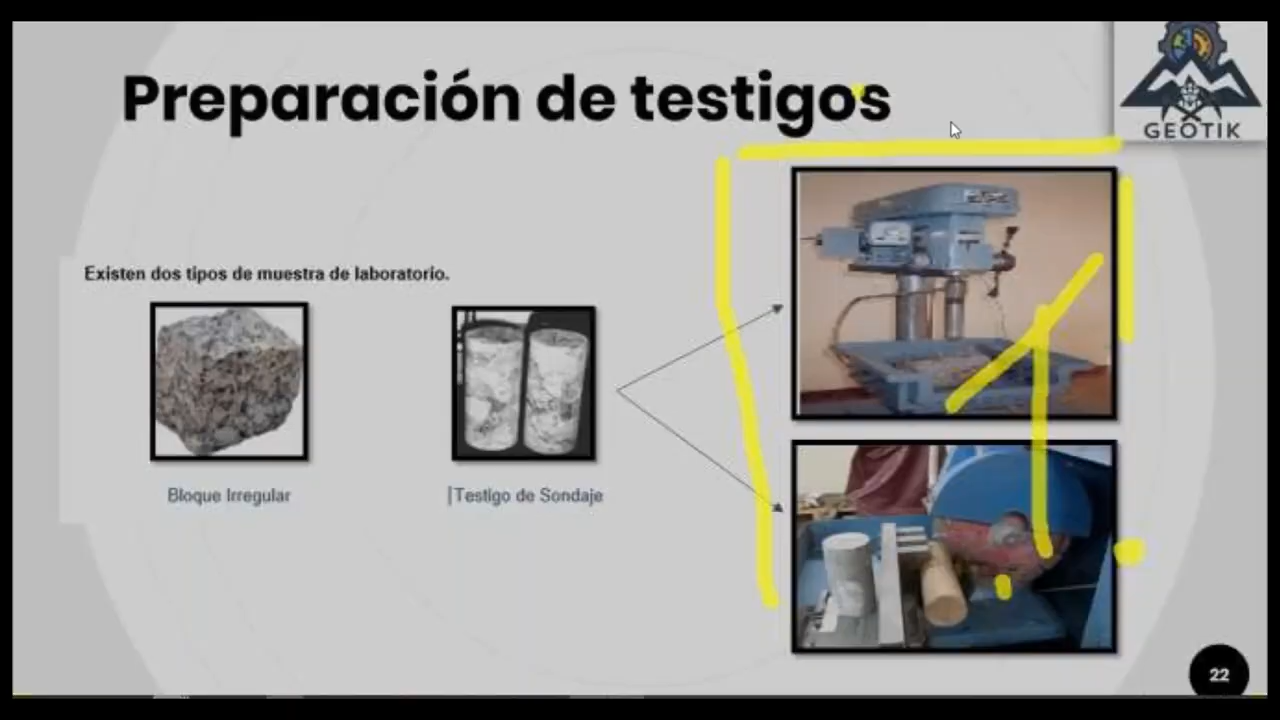 Preparación de testigos
GEOTIK
Existen dos tipos de muestra de laboratorio.
Bloque Irregular
Testigo de Sondaje
22